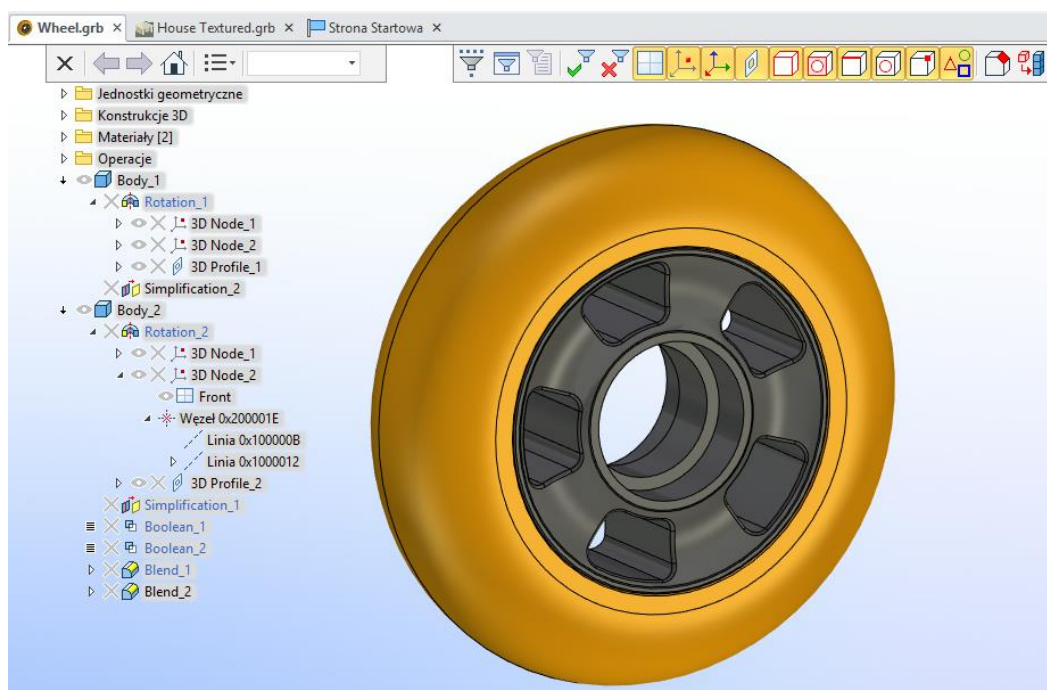 Wheel.grb House Textured.grb Strona Startowa
Jednostki geometryczne
Konstrukcje 3D
Materiały [2]
Operacje
Body_1
Rotation_1
3D Node_1
3D Node_2
3D Profile_1
Simplification_2
Body_2
Rotation_2
3D Node_1
3D Node_2
Front
Węzeł 0x200001E
Linia 0x100000B
Linia 0x1000012
3D Profile_2
Simplification_1
Boolean_1
Boolean_2
Blend_1
Blend_2